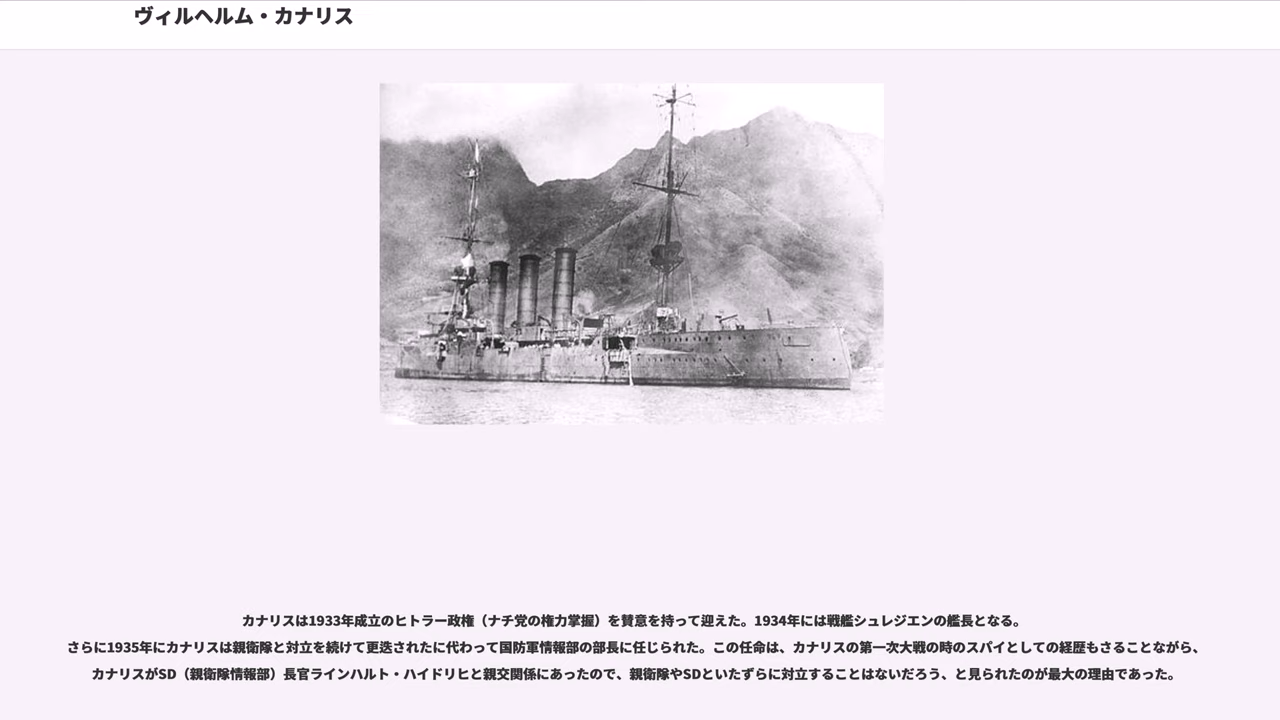 ヴィルヘルム・カナリス
カナリスは1933年成立のヒトラー政権（ナチ党の権力掌握）を賛意を持って迎えた。1934年には戦艦シュレジエンの艦長となる。
さらに1935年にカナリスは親衛隊と対立を続けて更迭されたに代わって国防軍情報部の部長に任じられた。この任命は、カナリスの第一次大戦の時のスパイとしての経歴もさることながら、
カナリスがSD（親衛隊情報部）長官ラインハルト・ハイドリヒと親交関係にあったので、親衛隊やSDといたずらに対立することはないだろう、と見られたのが最大の理由であった。